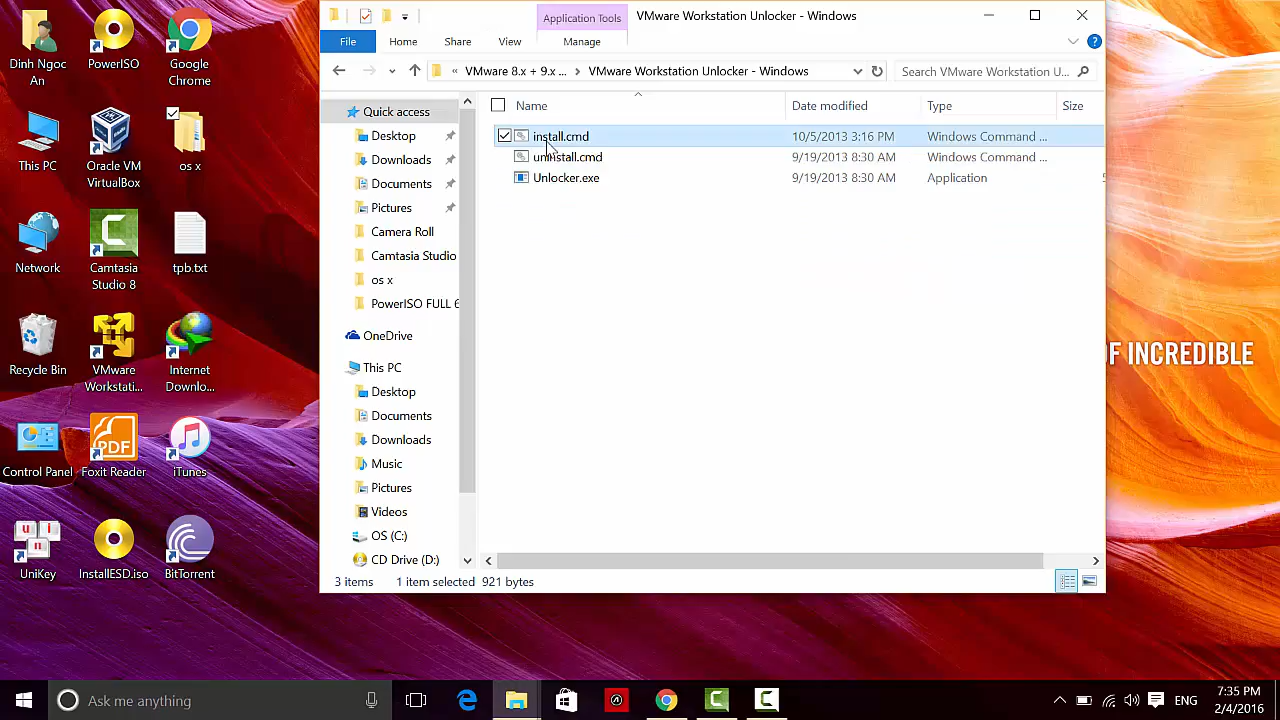 Dinh Ngoc
An
PowerISO
Google
Chrome
This PC
Oracle VM
VirtualBox
os x
Network
Camtasia
Studio 8
tpb.txt
Recycle Bin
VMware
Workstati...
Internet
Downlo...
Control Panel
PDF
Foxit Reader
iTunes
u i
n
UniKey
InstallESD.iso
BitTorrent
Application Tools
VMware Workstation Unlocker - Windows
File
Home
Share
View
Manage
« VMware 8.x + 9.x ...
VMware Workstation Unlocker - Windows
Search VMware Workstation U...
Quick access
Desktop
Downloads
Documents
Pictures
Camera Roll
Camtasia Studio
os x
PowerISO FULL 6
OneDrive
This PC
Desktop
Documents
Downloads
Music
Pictures
Videos
OS (C:)
CD Drive (D:)
Name
Date modified
Type
Size
install.cmd
10/5/2013 3:16 PM
Windows Command ...
uninstall.cmd
9/19/2013 8:30 AM
Windows Command ...
Unlocker.exe
9/19/2013 8:30 AM
Application
3 items
1 item selected
921 bytes
OF INCREDIBLE
Ask me anything
ENG
7:35 PM
2/4/2016